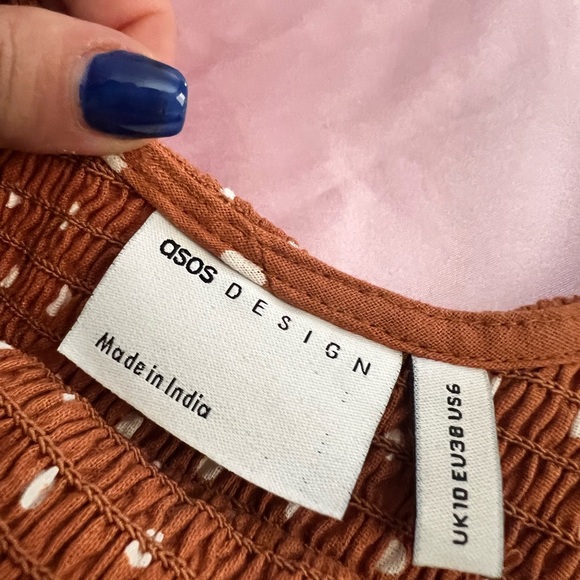 asos DESIGN
Made in India
UK10 EU38 US6